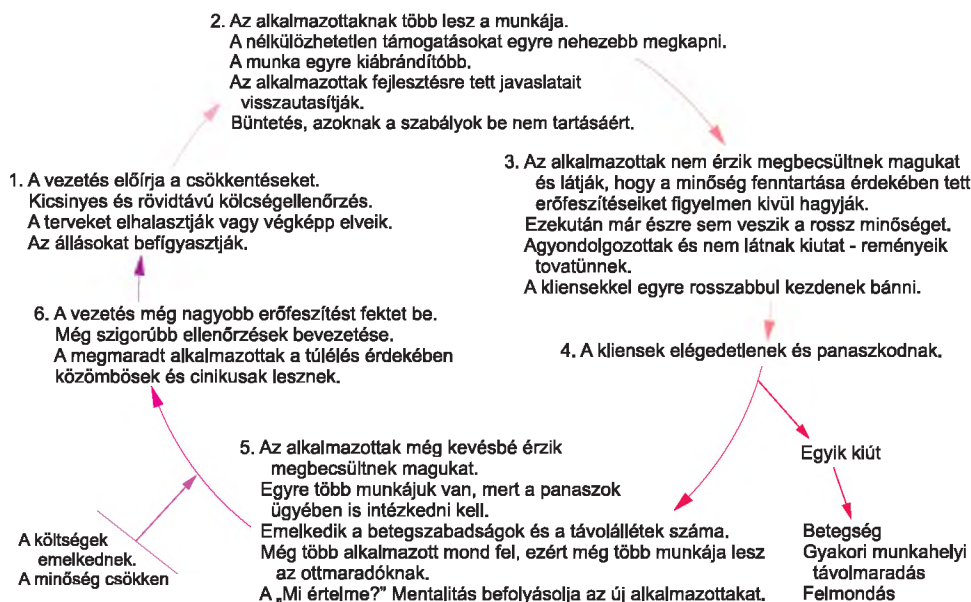 2. Az alkalmazottaknak több lesz a munkája.
A nélkülözhetetlen támogatásokat egyre nehezebb megkapni.
A munka egyre kiábrándítóbb.
Az alkalmazottak fejlesztésre tett javaslatait
visszautasítják.
Büntetés, azoknak a szabályok be nem tartásáért.
3. Az alkalmazottak nem érzik megbecsültnek magukat
és látják, hogy a minőség fenntartása érdekében tett
erőfeszítéseiket figyelmen kivül hagyják.
Ezekután már észre sem veszik a rossz minőséget.
Agyondolgozottak és nem látnak kiutat - reményeik
tovatünnek.
A kliensekkel egyre rosszabbul kezdenek bánni.
1. A vezetés előírja a csökkentéseket.
Kicsinyes és rövidtávú kölcségellenőrzés.
A terveket elhalasztják vagy végképp elveik.
Az állásokat befígyasztják.
6. A vezetés még nagyobb erőfeszítést fektet be.
Még szigorúbb ellenőrzések bevezetése.
A megmaradt alkalmazottak a túlélés érdekében
közömbösek és cinikusak lesznek.
4. A kliensek elégedetlenek és panaszkodnak.
5. Az alkalmazottak még kevésbé érzik
megbecsültnek magukat.
Egyre több munkájuk van, mert a panaszok
ügyében is intézkedni kell.
Emelkedik a betegszabadságok és a távolállétek száma.
Még több alkalmazott mond fel, ezért még több munkája lesz
az ottmaradóknak.
A „Mi értelme?" Mentalitás befolyásolja az új alkalmazottakat.
Egyik kiút
Betegség
Gyakori munkahelyi
távolmaradás
Felmondás
A költségek
emelkednek.
A minőség csökken